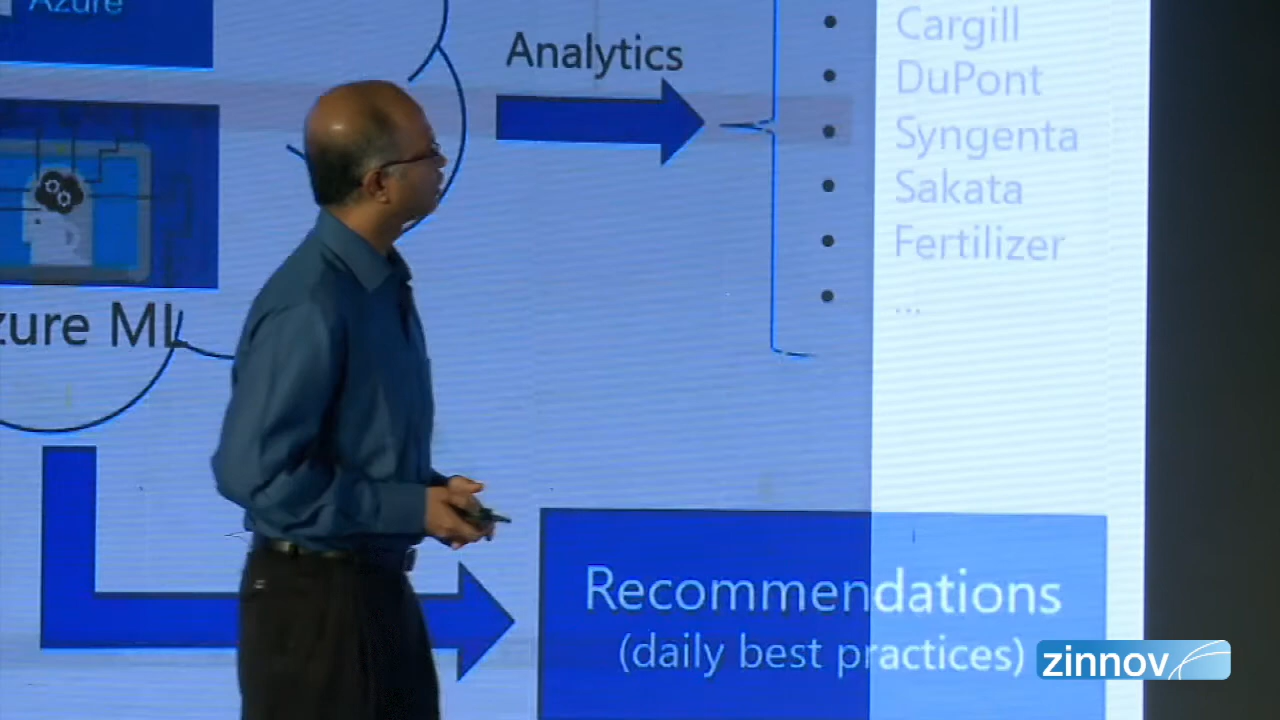 Azure
Analytics
Cargill
DuPont
Syngenta
Sakata
Fertilizer
...
zure ML
Recommendations
(daily best practices)
zinnov